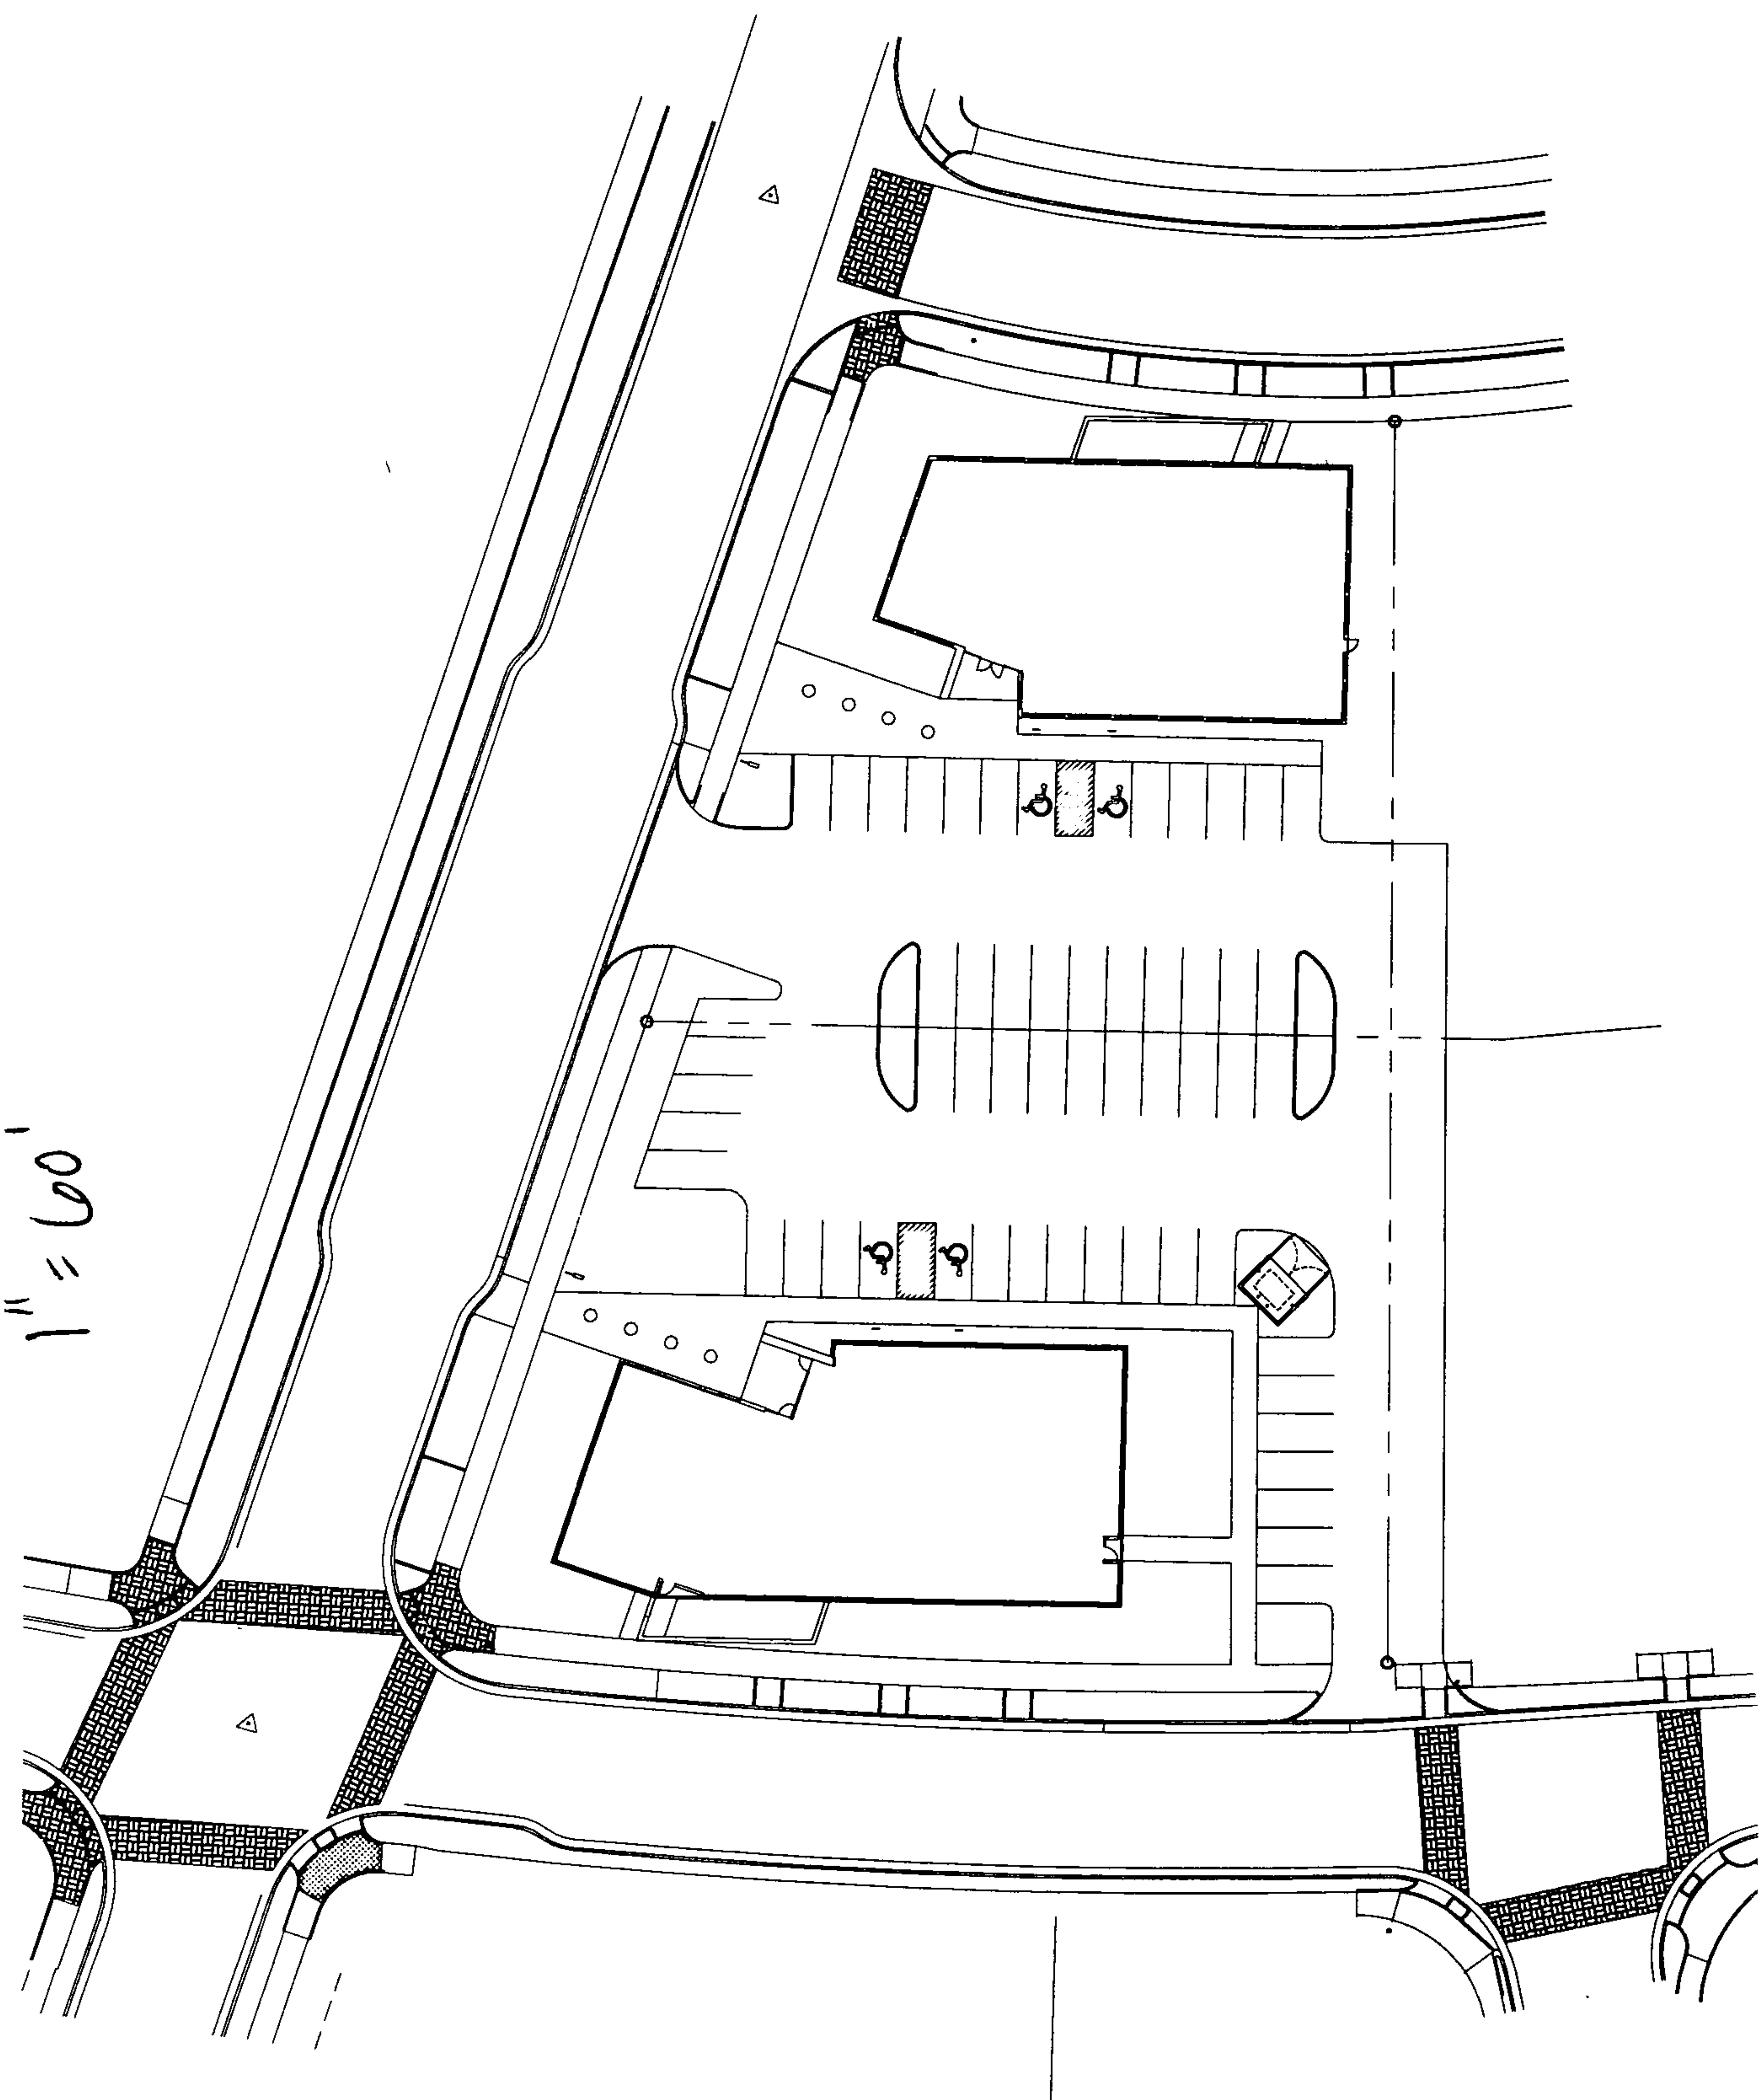 1" = 60'